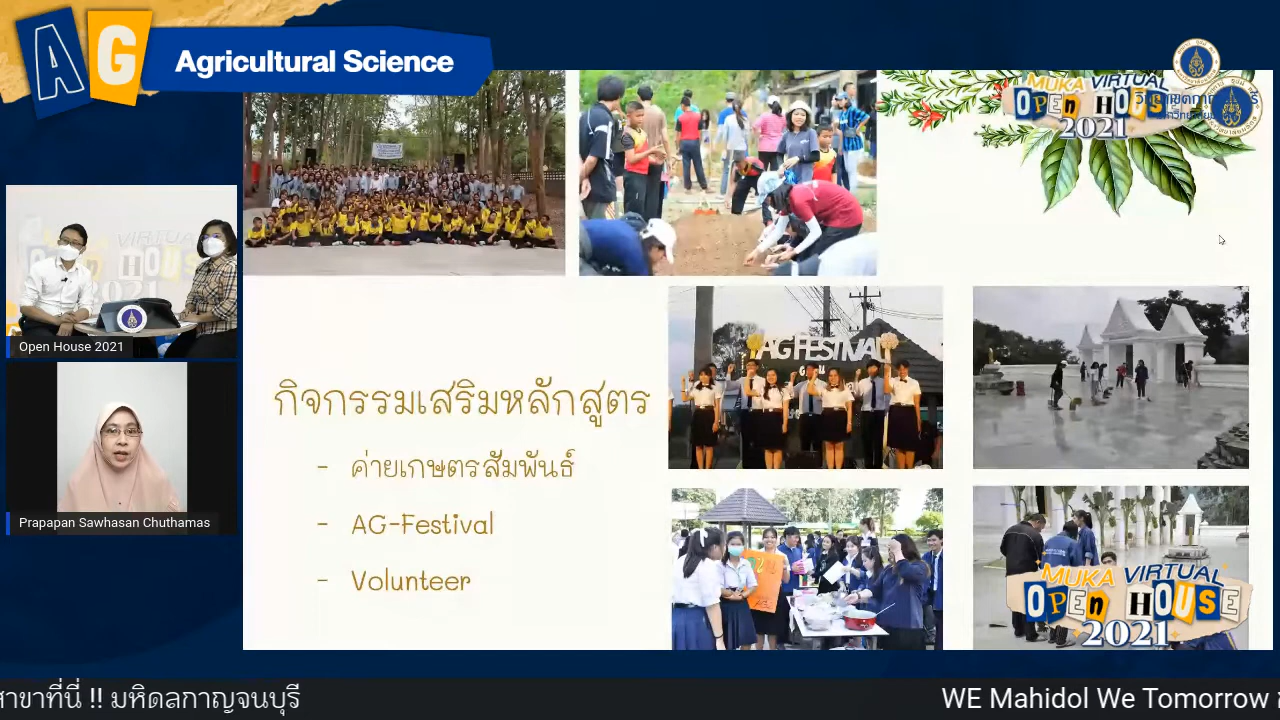 AG Agricultural Science
MUKA VIRTUAL
OPEN HOUSE
2021
Open House 2021
Prapapan Sawhasan Chuthamas
AG FESTIVAL
กิจกรรมเสริมหลักสูตร
- ค่ายเกษตรสัมพันธ์
- AG-Festival
- Volunteer
MUKA VIRTUAL
OPEN HOUSE
2021
สาขาที่นี่ !! มหิดลกาญจนบุรี
WE Mahidol We Tomorrow